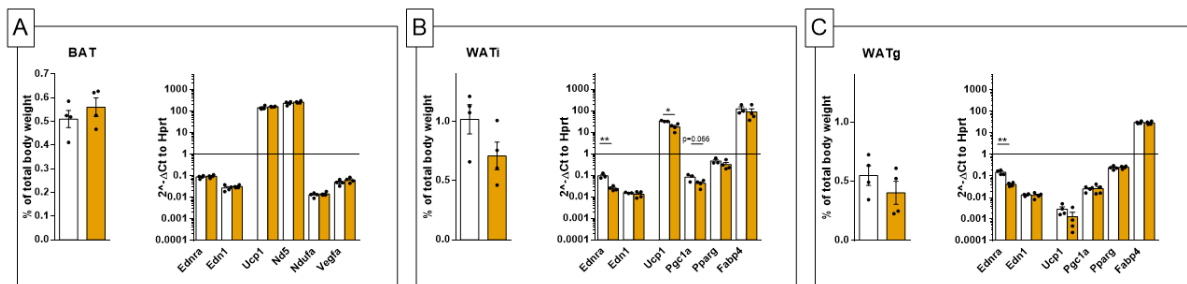 A
BAT
% of total body weight
0.7
0.6
0.5
0.4
0.3
0.2
0.1
0.0
2^-ΔCt to Hprt
1000
100
10
1
0.1
0.01
0.001
0.0001
Ednra
Edn1
Ucp1
Nd5
Ndufa
Vegfa
B
WATi
% of total body weight
1.0
0.5
0.0
2^-ΔCt to Hprt
1000
100
10
1
0.1
0.01
0.001
0.0001
**
*
p=0.066
Ednra
Edn1
Ucp1
Pgc1a
Pparg
Fabp4
C
WATg
% of total body weight
1.0
0.5
0.0
2^-ΔCt to Hprt
1000
100
10
1
0.1
0.01
0.001
0.0001
**
Ednra
Edn1
Ucp1
Pgc1a
Pparg
Fabp4